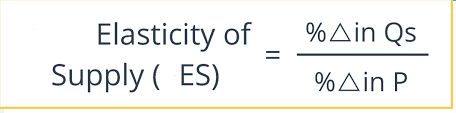 Elasticity of
Supply ( ES)
=
%△in Qs
%△in P